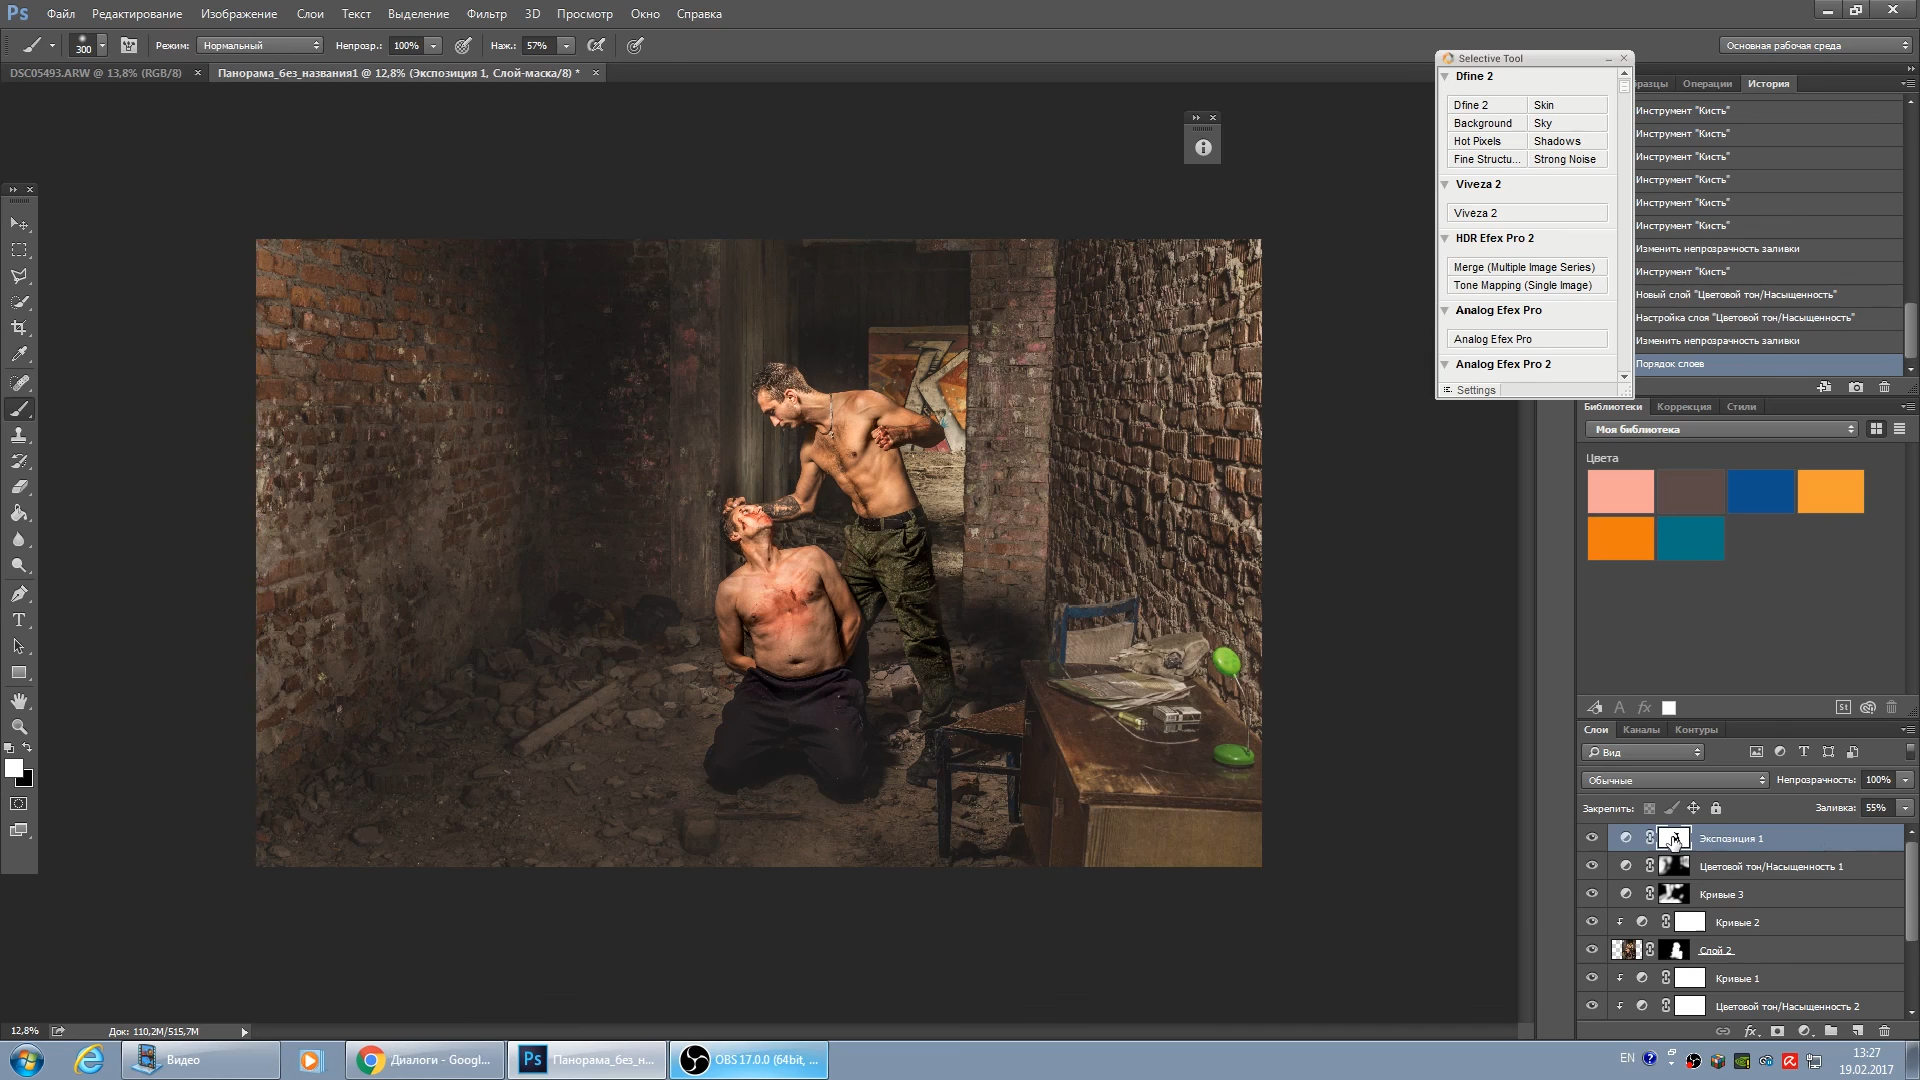 Ps Файл Редактирование Изображение Слои Текст Выделение Фильтр 3D Просмотр Окно Справка
300 Режим: Нормальный Непрозр.: 100% Наж.: 57% Основная рабочая среда
DSC05493.ARW @ 13,8% (RGB/8) × Панорама_без_названия1 @ 12,8% (Экспозиция 1, Слой-маска/8) * ×
Selective Tool
Dfine 2
Dfine 2 Skin
Background Sky
Hot Pixels Shadows
Fine Structu... Strong Noise
Viveza 2
Viveza 2
HDR Efex Pro 2
Merge (Multiple Image Series)
Tone Mapping (Single Image)
Analog Efex Pro
Analog Efex Pro
Analog Efex Pro 2
Settings
разцы Операции История
Инструмент "Кисть"
Инструмент "Кисть"
Инструмент "Кисть"
Инструмент "Кисть"
Инструмент "Кисть"
Инструмент "Кисть"
Изменить непрозрачность заливки
Инструмент "Кисть"
Новый слой "Цветовой тон/Насыщенность"
Настройка слоя "Цветовой тон/Насыщенность"
Изменить непрозрачность заливки
Порядок слоев
Библиотеки Коррекция Стили
Моя библиотека
Цвета
A fx St
Слои Каналы Контуры
Вид
Обычные Непрозрачность: 100%
Закрепить: Заливка: 55%
Экспозиция 1
Цветовой тон/Насыщенность 1
Кривые 3
Кривые 2
Слой 2
Кривые 1
Цветовой тон/Насыщенность 2
fx
12,8% Док: 110,2M/515,7M
Видео Диалоги - Googl... Ps Панорама_без_н... OBS 17.0.0 (64bit, ...
EN 13:27
19.02.2017